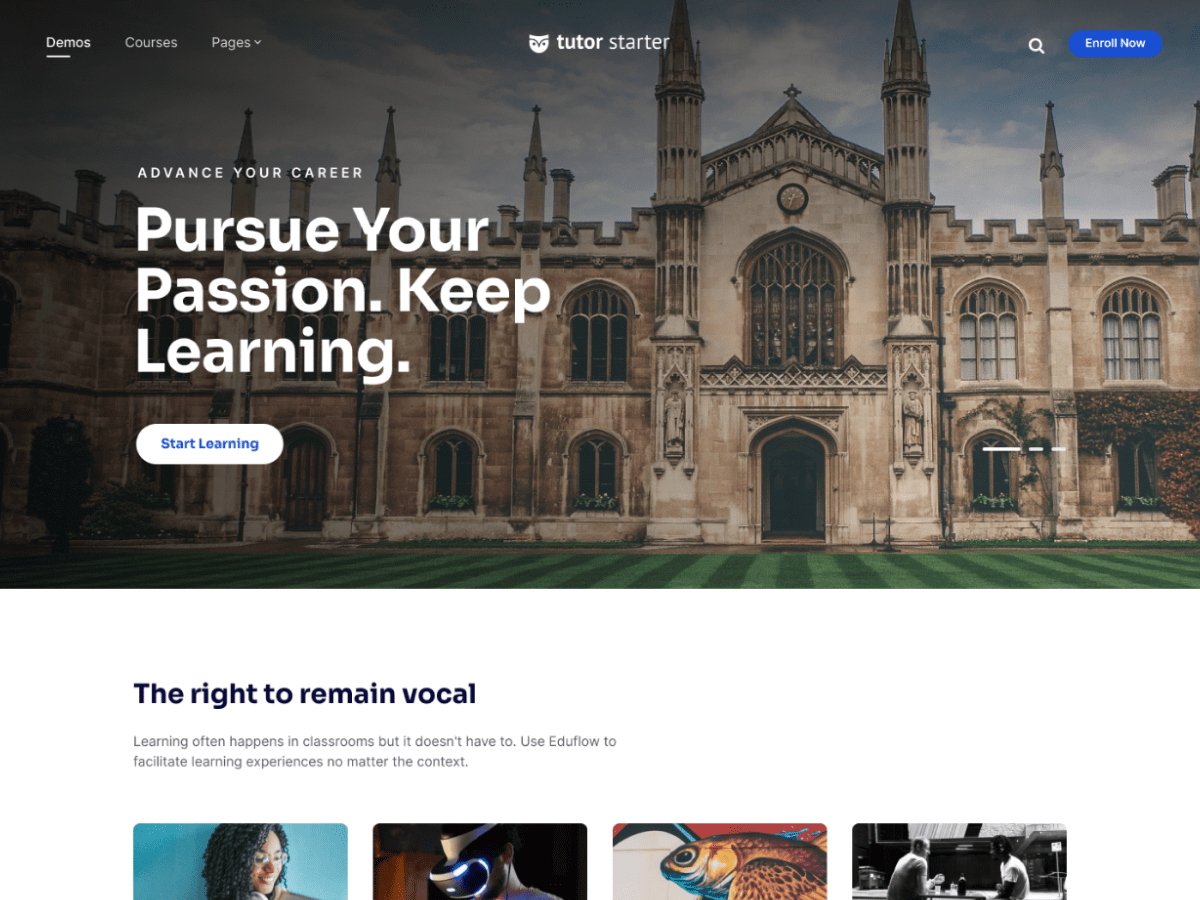 Demos Courses Pages
tutor starter
Enroll Now
ADVANCE YOUR CAREER
Pursue Your
Passion. Keep
Learning.
Start Learning
The right to remain vocal
Learning often happens in classrooms but it doesn't have to. Use Eduflow to
facilitate learning experiences no matter the context.